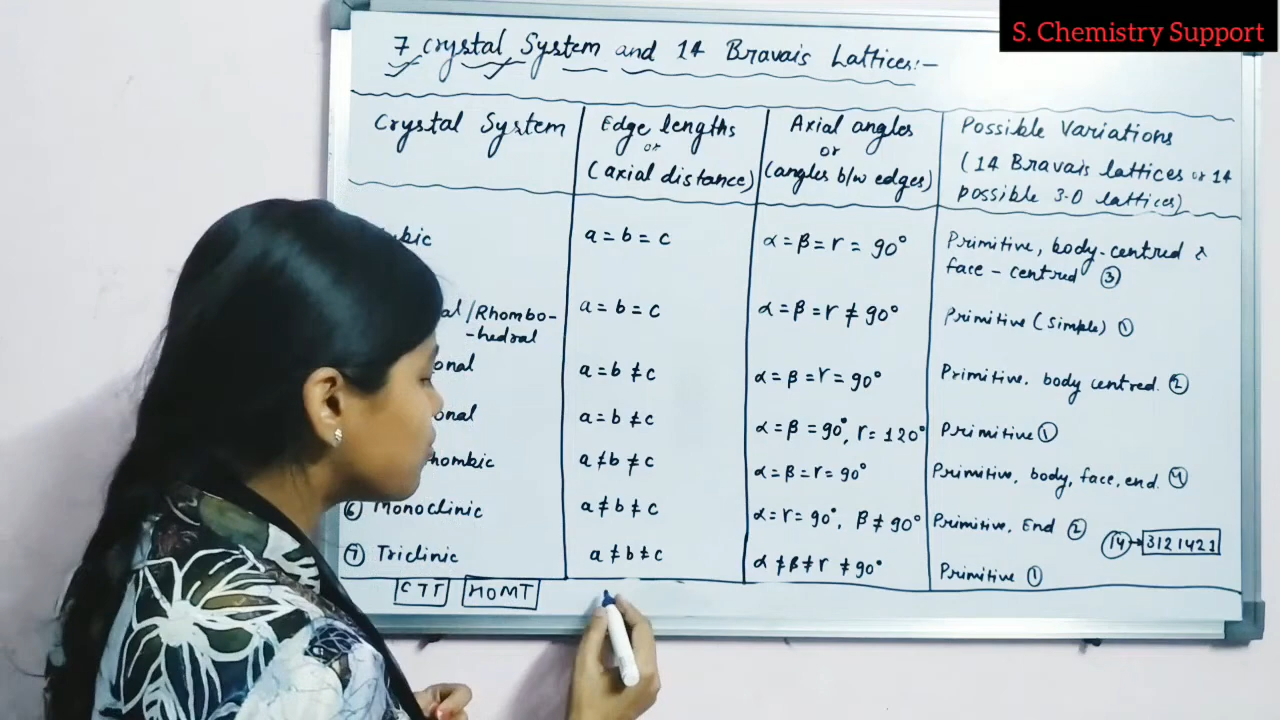 S. Chemistry Support
7 Crystal System and 14 Bravais Lattices:-
Crystal System
Edge lengths
or
(axial distance)
Axial angles
or
(angles b/w edges)
Possible Variations
(14 Bravais lattices or 14
possible 3-D lattices)
bic
a = b = c
α = β = r = 90°
Primitive, body-centred &
face-centred ③
al/Rhombo-
-hedral
a = b = c
α = β = r ≠ 90°
Primitive (Simple) ①
onal
a = b ≠ c
α = β = r = 90°
Primitive, body centred. ②
onal
a = b ≠ c
α = β = 90°, r = 120°
Primitive ①
hombic
a ≠ b ≠ c
α = β = r = 90°
Primitive, body, face, end. ④
⑥ Monoclinic
a ≠ b ≠ c
α = r = 90°, β ≠ 90°
Primitive, End ②
⑦ Triclinic
a ≠ b ≠ c
α ≠ β ≠ r ≠ 90°
Primitive ①
14 → 3121421
CTT HOMT